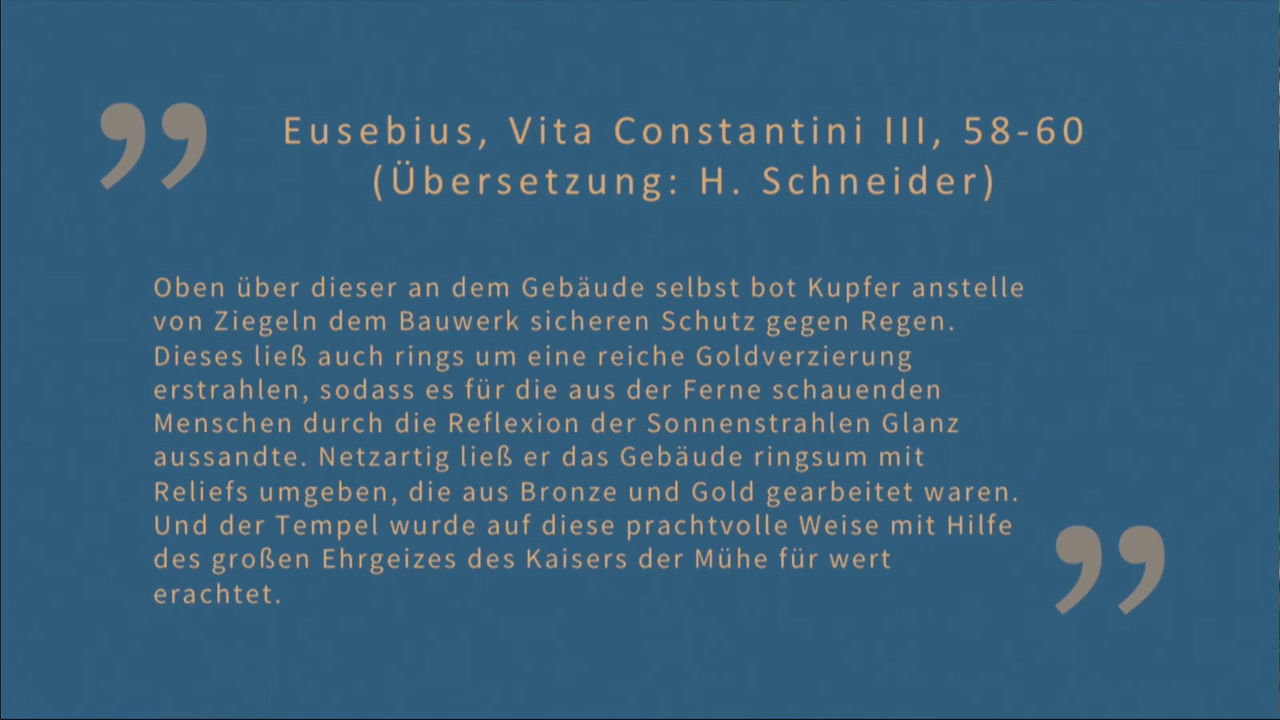 Eusebius, Vita Constantini III, 58-60
(Übersetzung: H. Schneider)
Oben über dieser an dem Gebäude selbst bot Kupfer anstelle
von Ziegeln dem Bauwerk sicheren Schutz gegen Regen.
Dieses ließ auch rings um eine reiche Goldverzierung
erstrahlen, sodass es für die aus der Ferne schauenden
Menschen durch die Reflexion der Sonnenstrahlen Glanz
aussandte. Netzartig ließ er das Gebäude ringsum mit
Reliefs umgeben, die aus Bronze und Gold gearbeitet waren.
Und der Tempel wurde auf diese prachtvolle Weise mit Hilfe
des großen Ehrgeizes des Kaisers der Mühe für wert
erachtet.